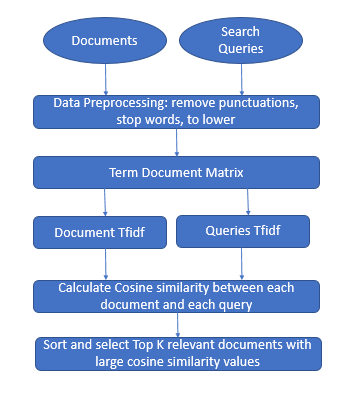 Documents
Search
Queries
Data Preprocessing: remove punctuations,
stop words, to lower
Term Document Matrix
Document Tfidf
Queries Tfidf
Calculate Cosine similarity between each
document and each query
Sort and select Top K relevant documents with
large cosine similarity values